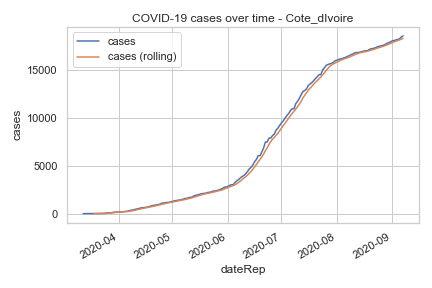 COVID-19 cases over time - Cote_dIvoire
cases
cases (rolling)
15000
10000
5000
0
cases
2020-04
2020-05
2020-06
2020-07
2020-08
2020-09
dateRep